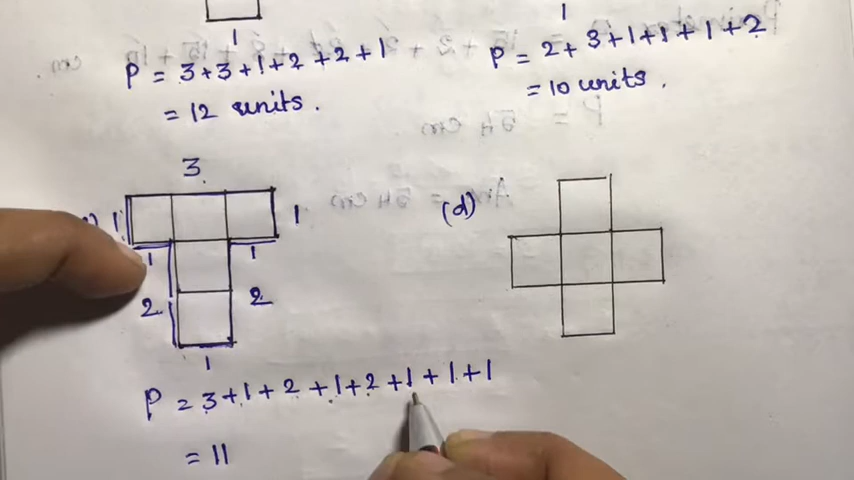 1
1
P = 3+3+1+2+2+1
P = 2+3+1+1+1+2
= 12 units.
= 10 units.
3
1
1
(d)
1
1
2
2
1
P = 3+1+2+1+2+1+1+1
= 11